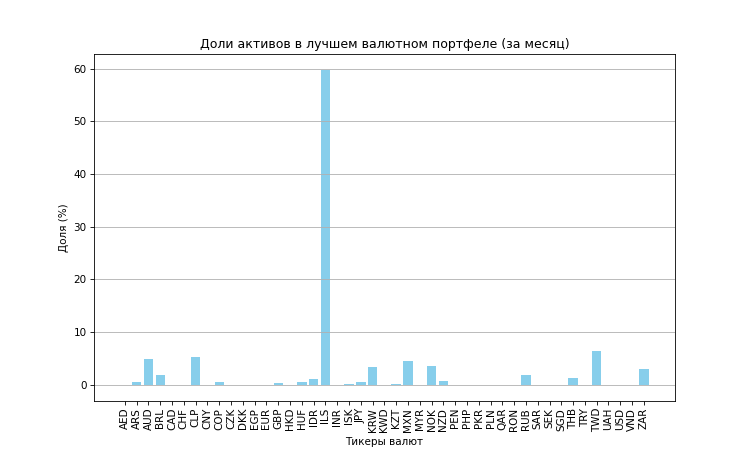 Доли активов в лучшем валютном портфеле (за месяц)
Доля (%)
60
50
40
30
20
10
0
AED ARS AUD BRL CAD CHF CLP CNY COP CZK DKK EGP EUR GBP HKD HUF IDR ILS INR ISK JPY KRW KWD KZT MXN MYR NOK NZD PEN PHP PKR PLN QAR RON RUB SAR SEK SGD THB TRY TWD UAH USD VND ZAR
Тикеры валют